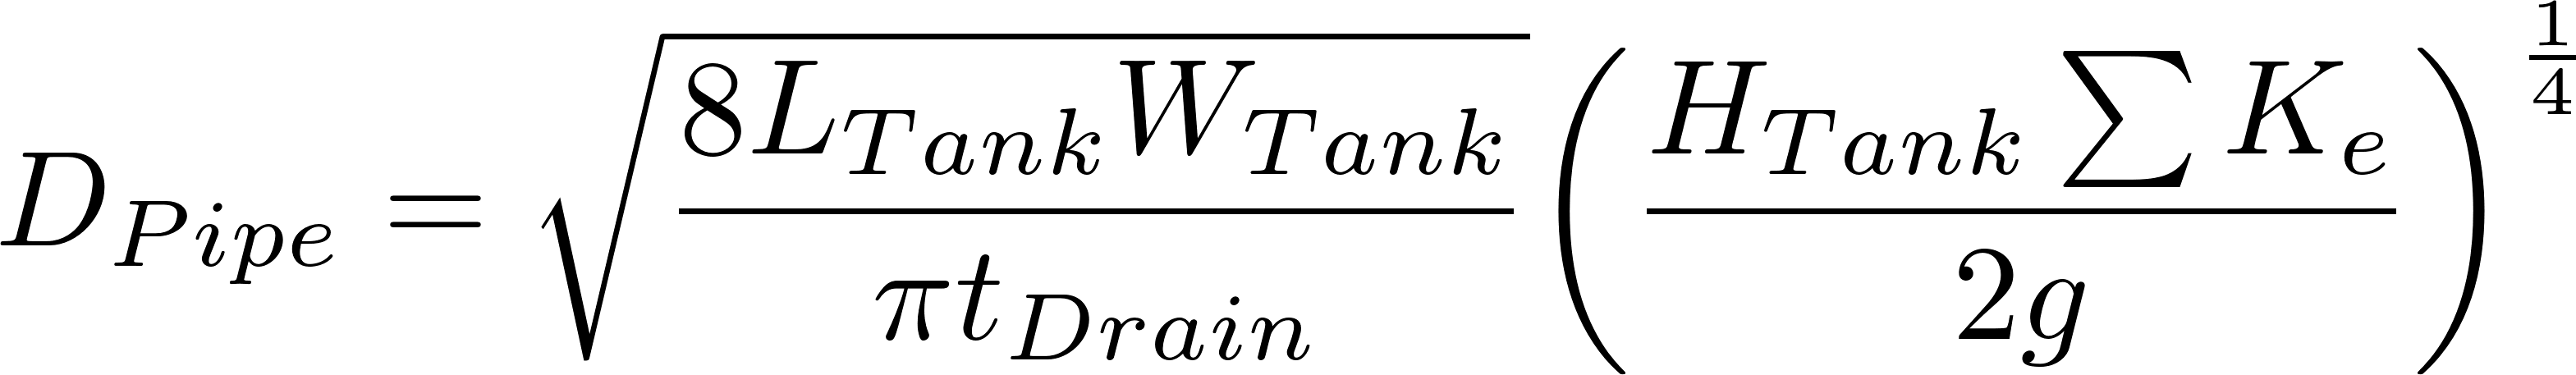 D_{Pipe} = \sqrt{\frac{8L_{Tank}W_{Tank}}{\pi t_{Drain}}} \left( \frac{H_{Tank} \sum K_e}{2g} \right)^{\frac{1}{4}}